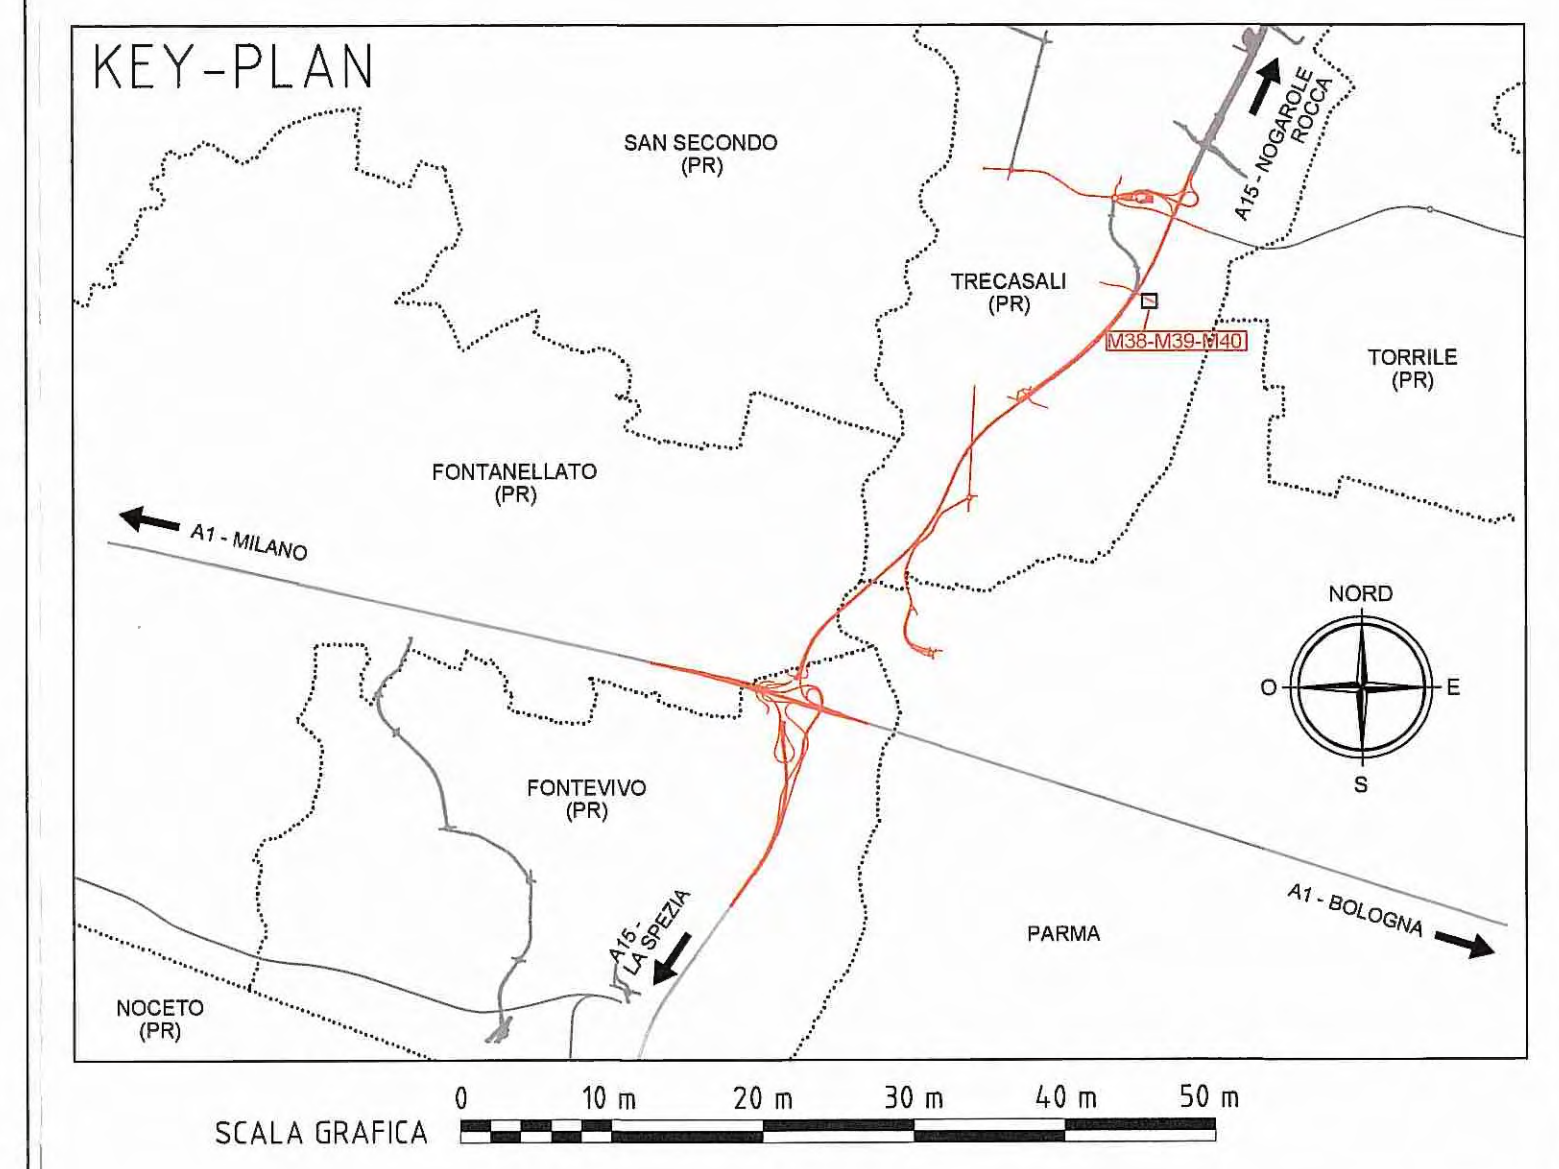 KEY-PLAN
SAN SECONDO
(PR)
A15 - NOGAROLE
ROCCA
TRECASALI
(PR)
M38-M39-M40
TORRILE
(PR)
FONTANELLATO
(PR)
A1 - MILANO
NORD
O
E
S
FONTEVIVO
(PR)
A15 -
LA SPEZIA
A1 - BOLOGNA
PARMA
NOCETO
(PR)
0 10 m 20 m 30 m 40 m 50 m
SCALA GRAFICA